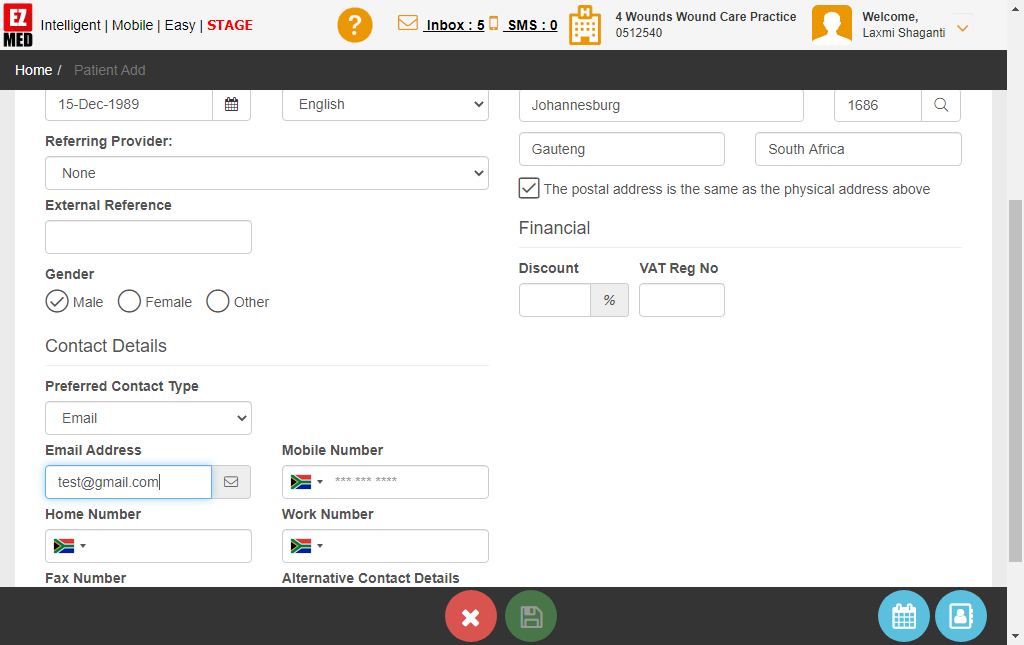 EZ
MED
Intelligent | Mobile | Easy | STAGE
?
Inbox : 5
SMS : 0
4 Wounds Wound Care Practice
0512540
Welcome,
Laxmi Shaganti
Home / Patient Add
15-Dec-1989
English
Johannesburg
1686
Referring Provider:
None
Gauteng
South Africa
The postal address is the same as the physical address above
External Reference
Financial
Gender
Male
Female
Other
Discount
VAT Reg No
%
Contact Details
Preferred Contact Type
Email
Email Address
Mobile Number
test@gmail.com
*** *** ****
Home Number
Work Number
Fax Number
Alternative Contact Details